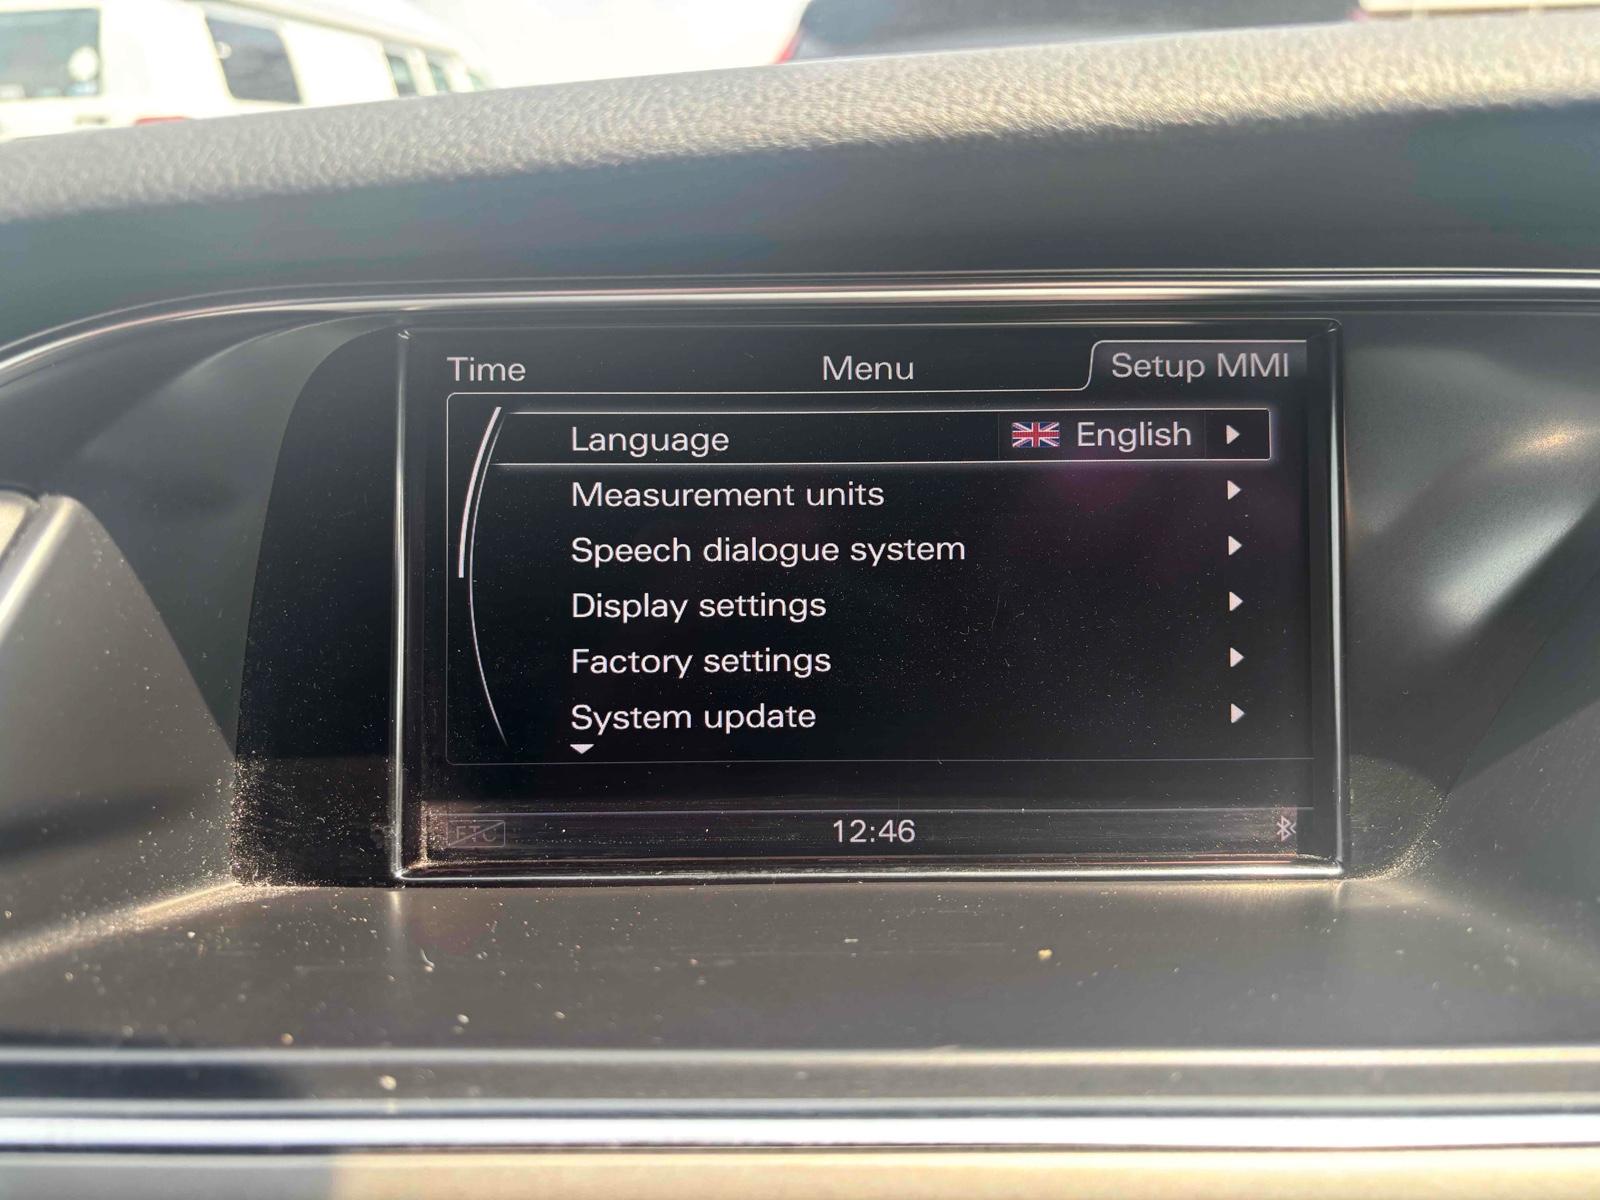 Time Menu Setup MMI
Language English
Measurement units
Speech dialogue system
Display settings
Factory settings
System update
ETC 12:46